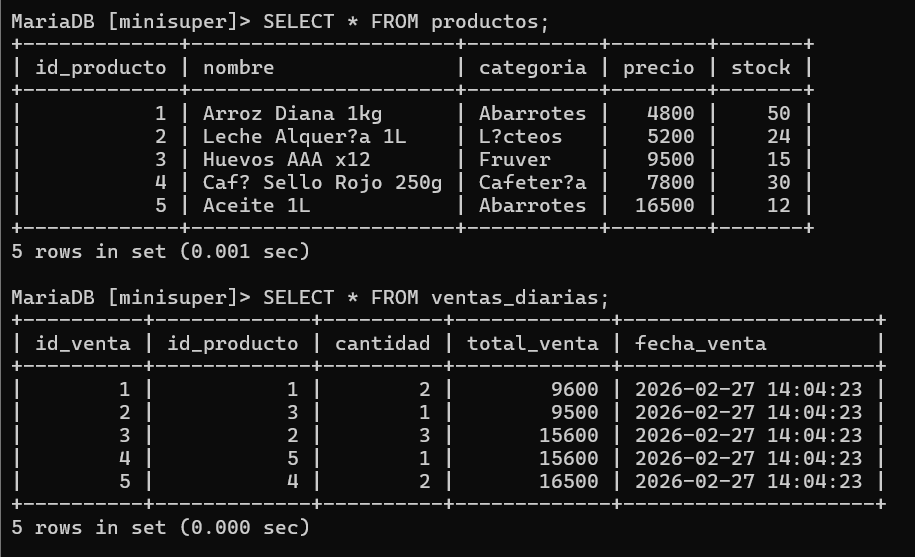 MariaDB [minisuper]> SELECT * FROM productos;
+-------------+----------------------+-----------+--------+-------+
| id_producto | nombre               | categoria | precio | stock |
+-------------+----------------------+-----------+--------+-------+
|           1 | Arroz Diana 1kg      | Abarrotes |   4800 |    50 |
|           2 | Leche Alquer?a 1L    | L?cteos   |   5200 |    24 |
|           3 | Huevos AAA x12       | Fruver    |   9500 |    15 |
|           4 | Caf? Sello Rojo 250g | Cafeter?a |   7800 |    30 |
|           5 | Aceite 1L            | Abarrotes |  16500 |    12 |
+-------------+----------------------+-----------+--------+-------+
5 rows in set (0.001 sec)
MariaDB [minisuper]> SELECT * FROM ventas_diarias;
+----------+-------------+----------+-------------+---------------------+
| id_venta | id_producto | cantidad | total_venta | fecha_venta         |
+----------+-------------+----------+-------------+---------------------+
|        1 |           1 |        2 |        9600 | 2026-02-27 14:04:23 |
|        2 |           3 |        1 |        9500 | 2026-02-27 14:04:23 |
|        3 |           2 |        3 |       15600 | 2026-02-27 14:04:23 |
|        4 |           5 |        1 |       15600 | 2026-02-27 14:04:23 |
|        5 |           4 |        2 |       16500 | 2026-02-27 14:04:23 |
+----------+-------------+----------+-------------+---------------------+
5 rows in set (0.000 sec)